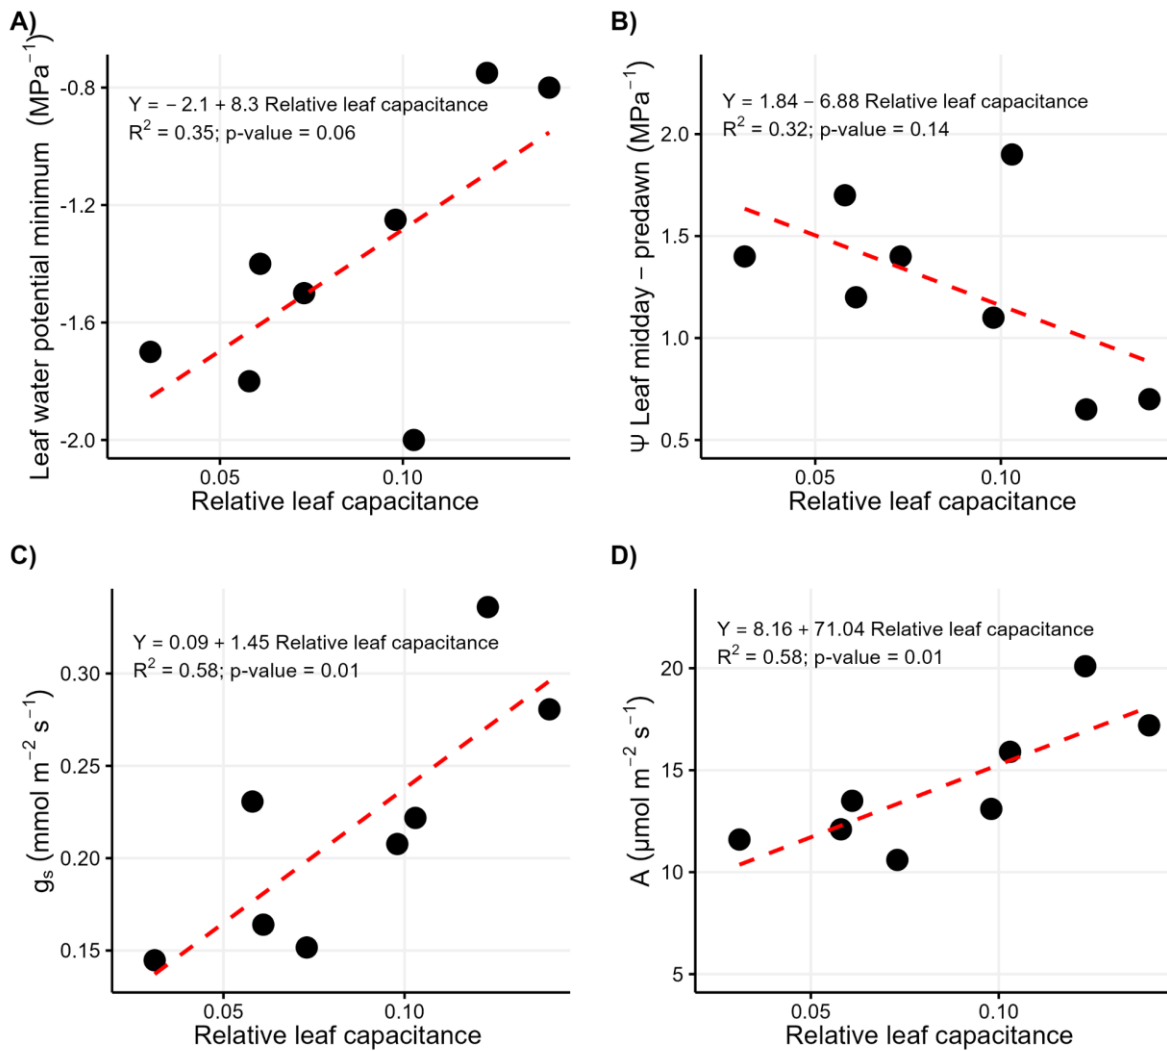 A)
Leaf water potential minimum (MPa⁻¹)
Y = − 2.1 + 8.3 Relative leaf capacitance
R² = 0.35; p-value = 0.06
-0.8
-1.2
-1.6
-2.0
0.05 0.10
Relative leaf capacitance
B)
Ψ Leaf midday − predawn (MPa⁻¹)
Y = 1.84 − 6.88 Relative leaf capacitance
R² = 0.32; p-value = 0.14
2.0
1.5
1.0
0.5
0.05 0.10
Relative leaf capacitance
C)
gₛ (mmol m⁻² s⁻¹)
Y = 0.09 + 1.45 Relative leaf capacitance
R² = 0.58; p-value = 0.01
0.30
0.25
0.20
0.15
0.05 0.10
Relative leaf capacitance
D)
A (μmol m⁻² s⁻¹)
Y = 8.16 + 71.04 Relative leaf capacitance
R² = 0.58; p-value = 0.01
20
15
10
5
0.05 0.10
Relative leaf capacitance